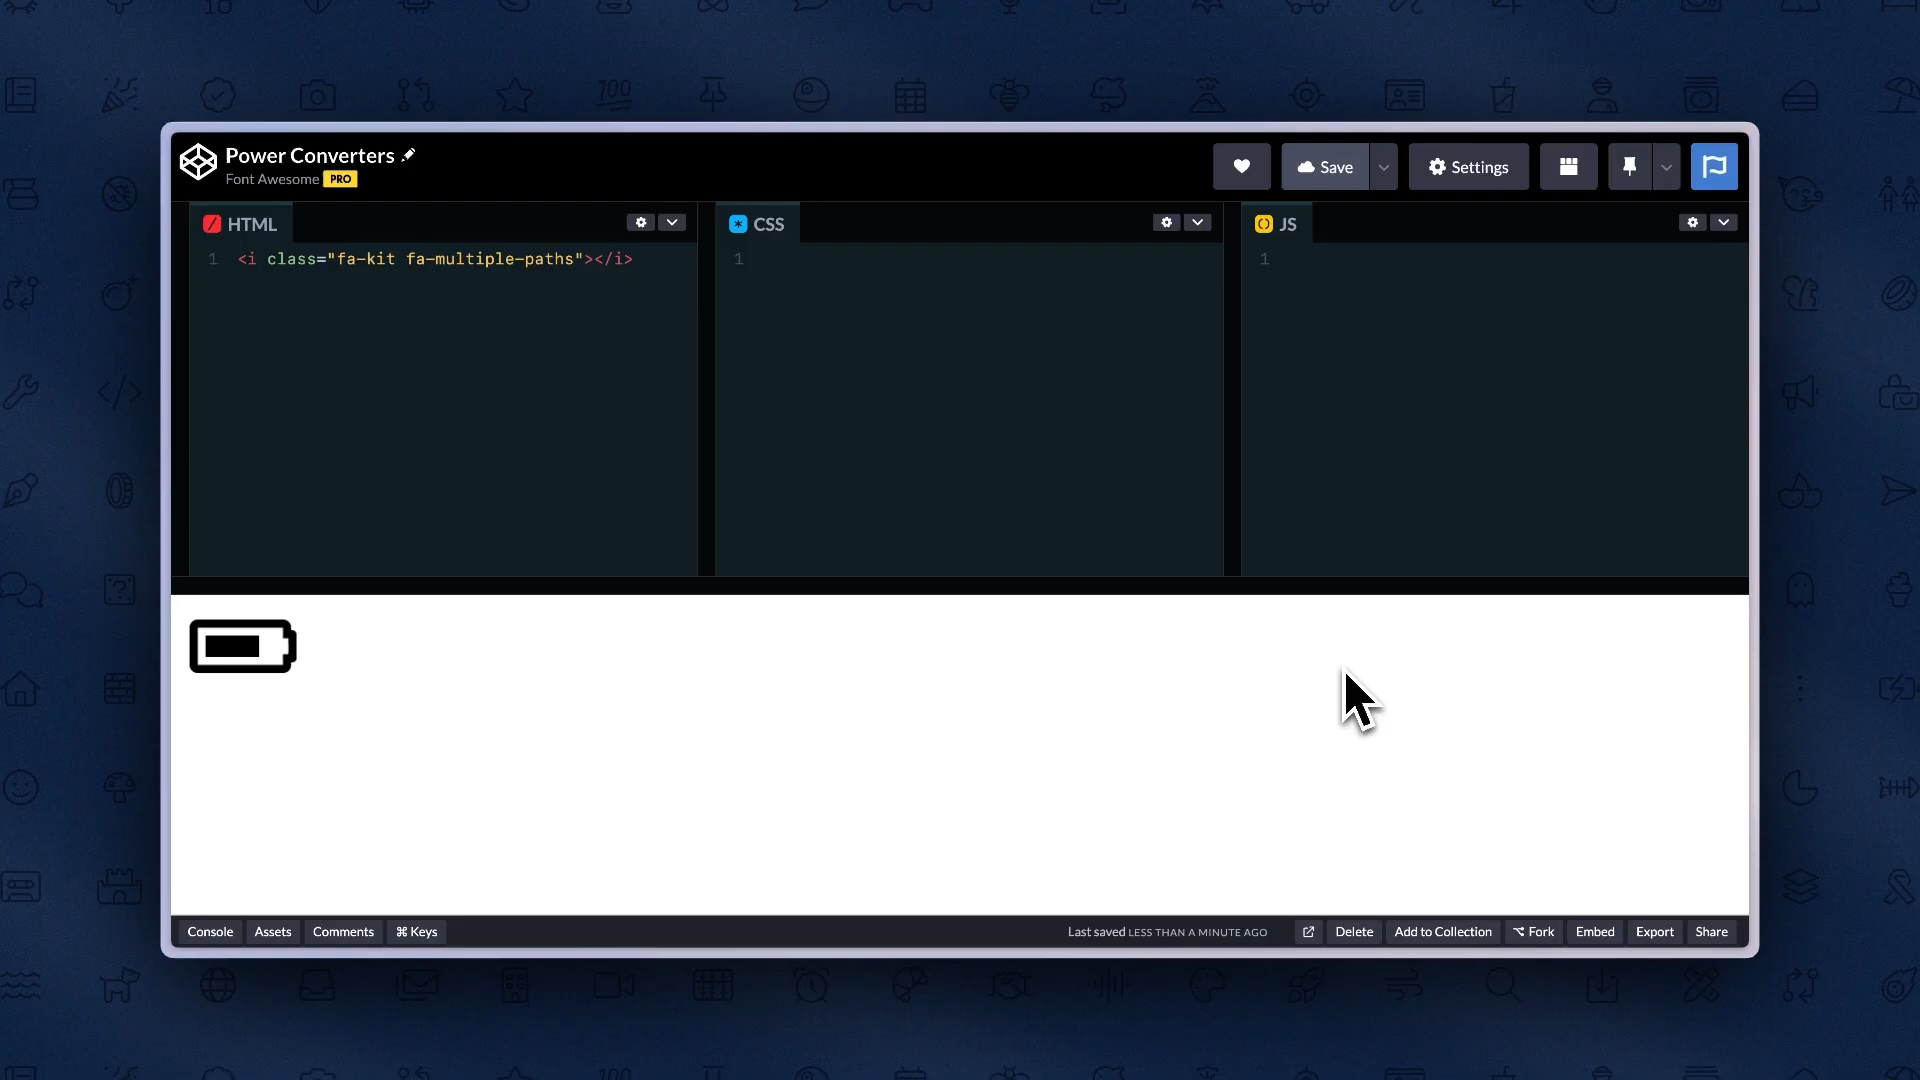 Power Converters
Font Awesome PRO
Save
Settings
HTML
CSS
JS
1 <i class="fa-kit fa-multiple-paths"></i>
1
1
Console
Assets
Comments
⌘ Keys
Last saved LESS THAN A MINUTE AGO
Delete
Add to Collection
⌥ Fork
Embed
Export
Share
100